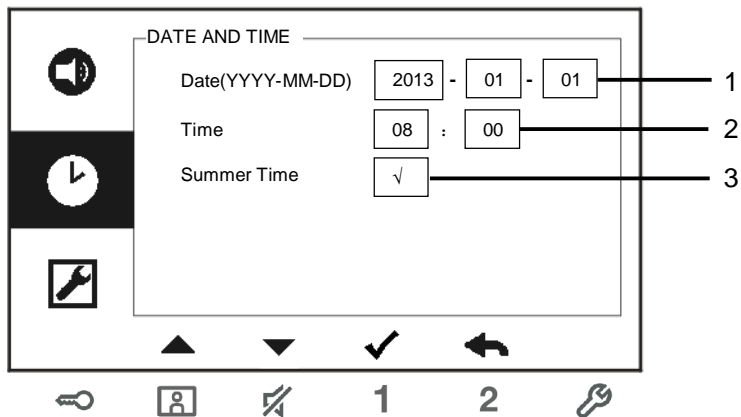 DATE AND TIME
Date(YYYY-MM-DD) 2013 - 01 - 01 1
Time 08 : 00 2
Summer Time √ 3
1 2